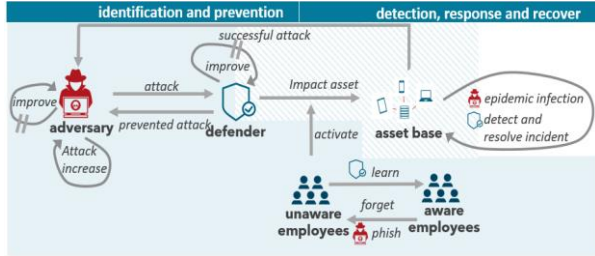 identification and prevention
detection, response and recover
successful attack
improve
attack
Impact asset
improve
epidemic infection
adversary
prevented attack
defender
activate
asset base
detect and
resolve incident
Attack
increase
learn
forget
unaware
employees
aware
employees
phish